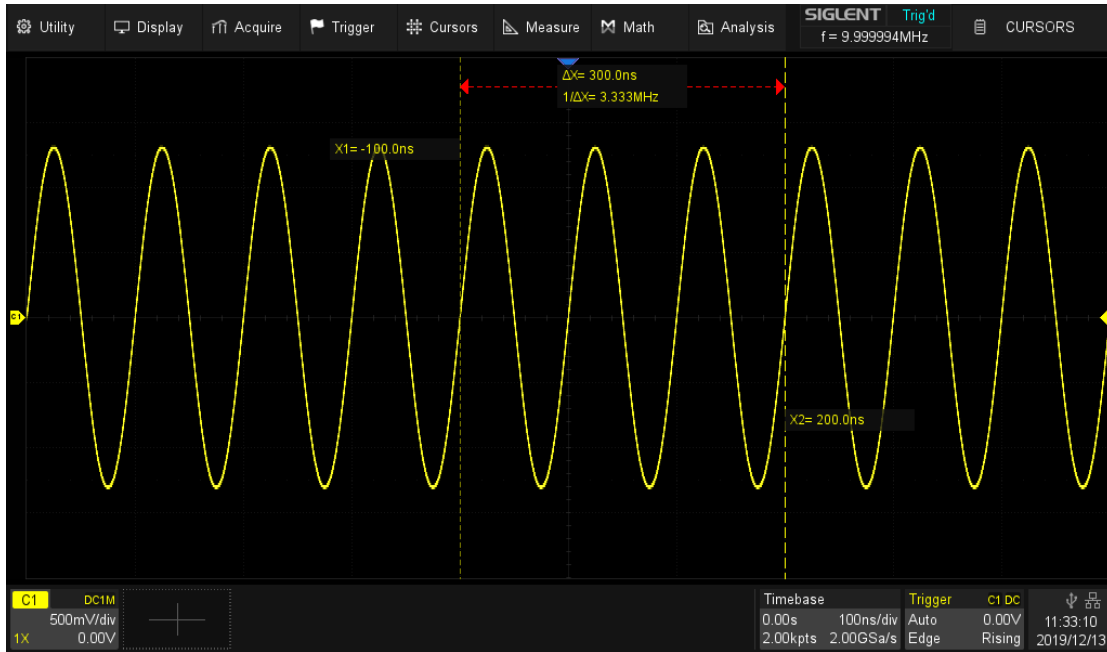 Utility Display Acquire Trigger Cursors Measure Math Analysis
SIGLENT Trig'd
f = 9.999994MHz
CURSORS
ΔX= 300.0ns
1/ΔX= 3.333MHz
X1= -100.0ns
C1
X2= 200.0ns
C1 DC1M
500mV/div
1X 0.00V
Timebase
0.00s 100ns/div
2.00kpts 2.00GSa/s
Trigger C1 DC
Auto 0.00V
Edge Rising
11:33:10
2019/12/13